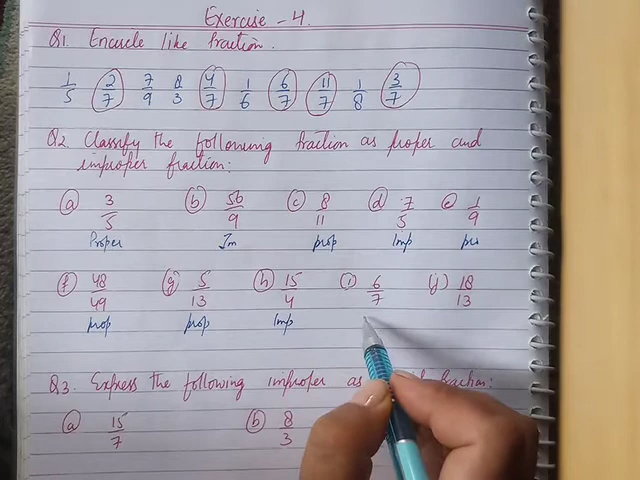 Exercise - 4.
Q1. Encircle like fraction.
1/5 2/7 7/9 8/3 4/7 1/6 6/7 11/7 1/8 3/7
Q2. Classify the following fraction as proper and
improper fraction:
(a) 3/5 (b) 56/9 (c) 8/11 (d) 7/5 (e) 1/9
Proper Im prop Imp pro
(f) 48/49 (g) 5/13 (h) 15/4 (i) 6/7 (j) 18/13
prop prop Imp
Q3. Express the following improper as fraction:
(a) 15/7 (b) 8/3